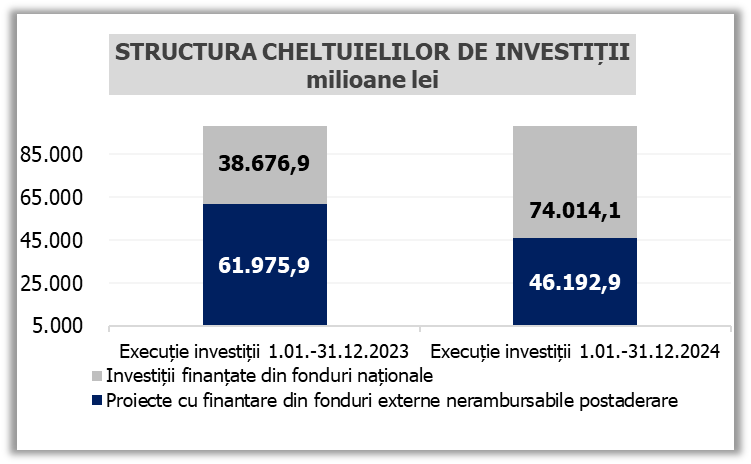 STRUCTURA CHELTUIELILOR DE INVESTIȚII
milioane lei
85.000
65.000
45.000
25.000
5.000
38.676,9
74.014,1
61.975,9
46.192,9
Execuție investiții 1.01.-31.12.2023
Execuție investiții 1.01.-31.12.2024
Investiții finanțate din fonduri naționale
Proiecte cu finantare din fonduri externe nerambursabile postaderare